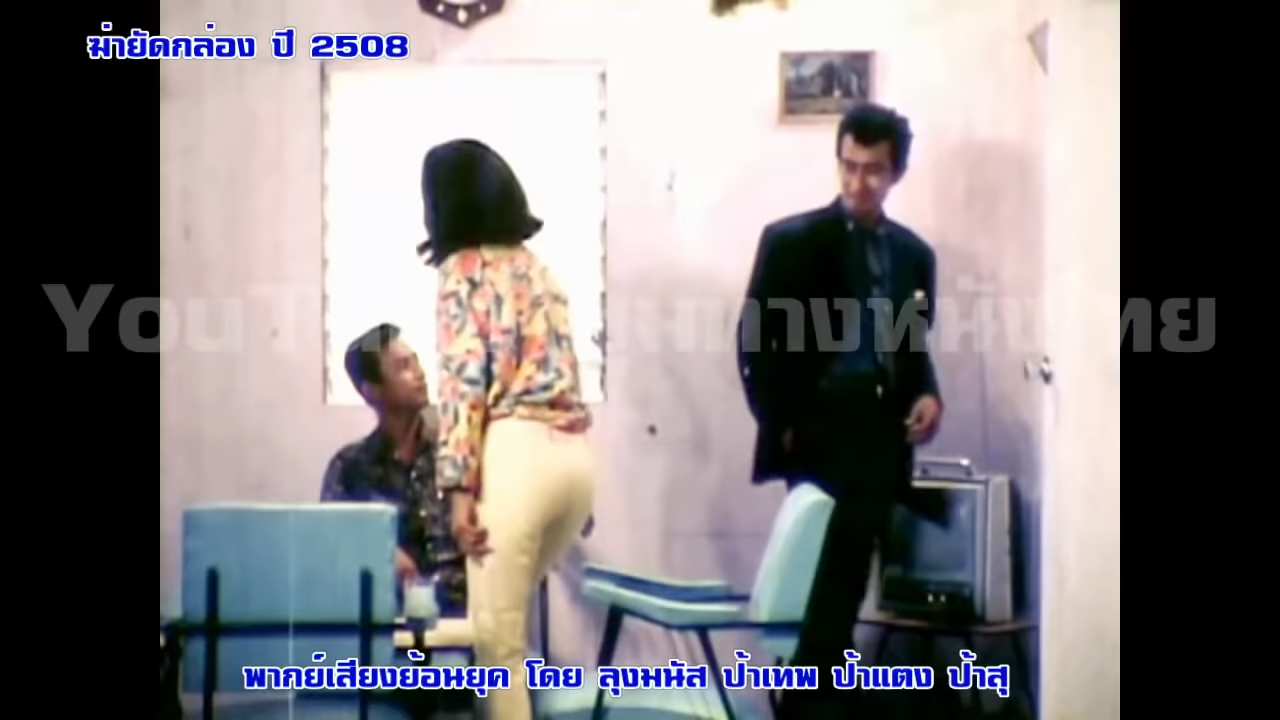 ฆ่ายัดกล่อง ปี 2508
พากย์เสียงย้อนยุค โดย ลุงมนัส ป้าเทพ ป้าแตง ป้าสุ